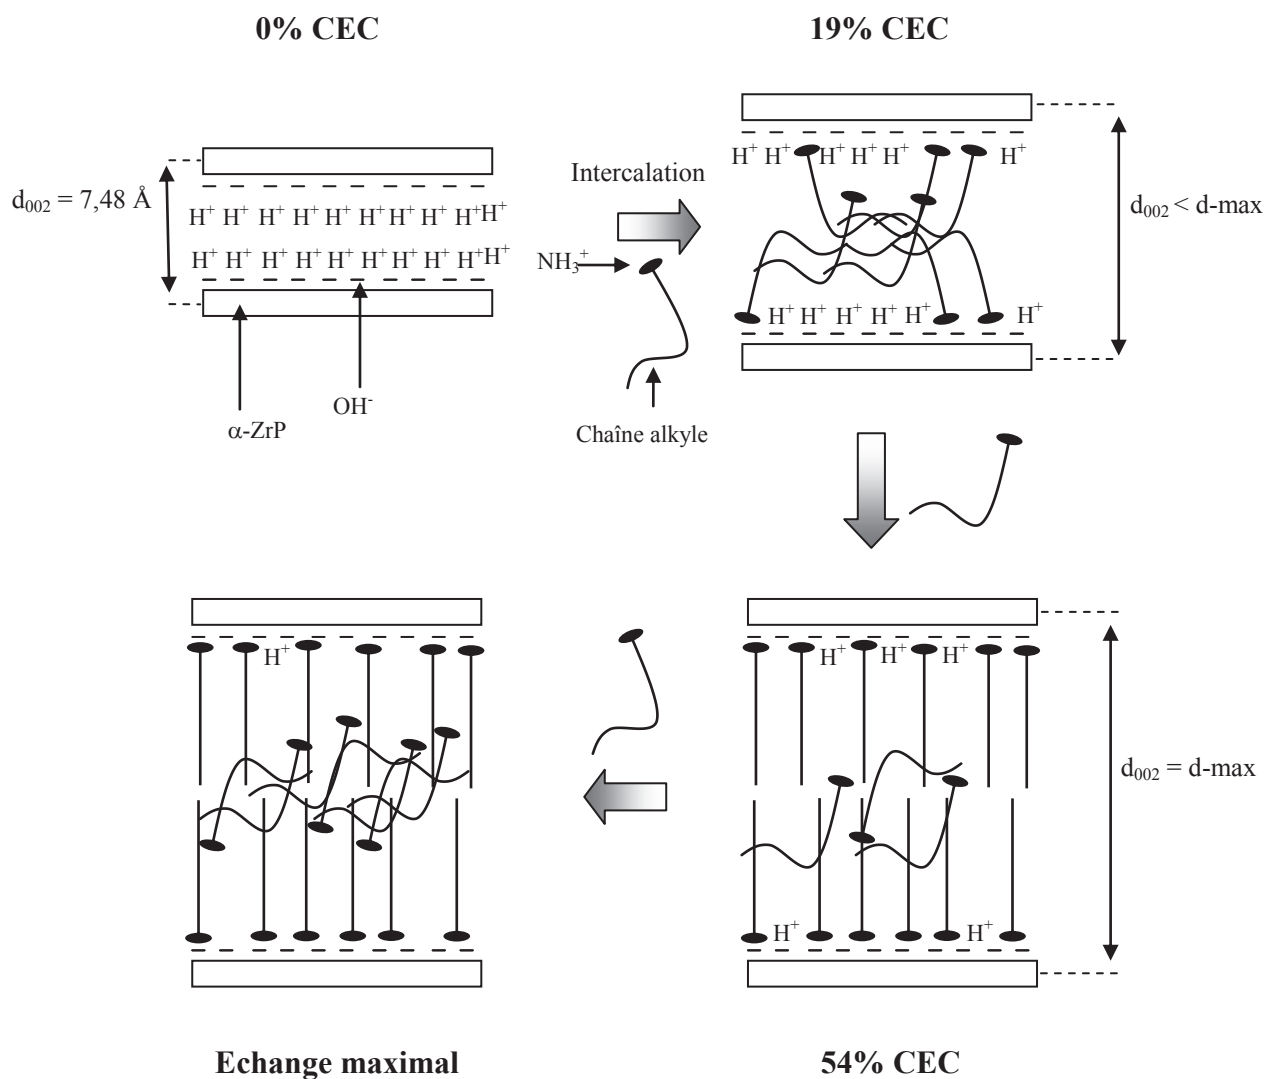 0% CEC
19% CEC
d₀₀₂ = 7,48 Å
H⁺ H⁺ H⁺ H⁺ H⁺ H⁺ H⁺ H⁺ H⁺H⁺
H⁺ H⁺ H⁺ H⁺ H⁺ H⁺ H⁺ H⁺ H⁺H⁺
OH⁻
α-ZrP
Intercalation
NH₃⁺
Chaîne alkyle
H⁺ H⁺ H⁺ H⁺ H⁺ H⁺
H⁺ H⁺ H⁺ H⁺ H⁺ H⁺
d₀₀₂ < d-max
H⁺
H⁺ H⁺ H⁺
H⁺ H⁺
d₀₀₂ = d-max
Echange maximal
54% CEC